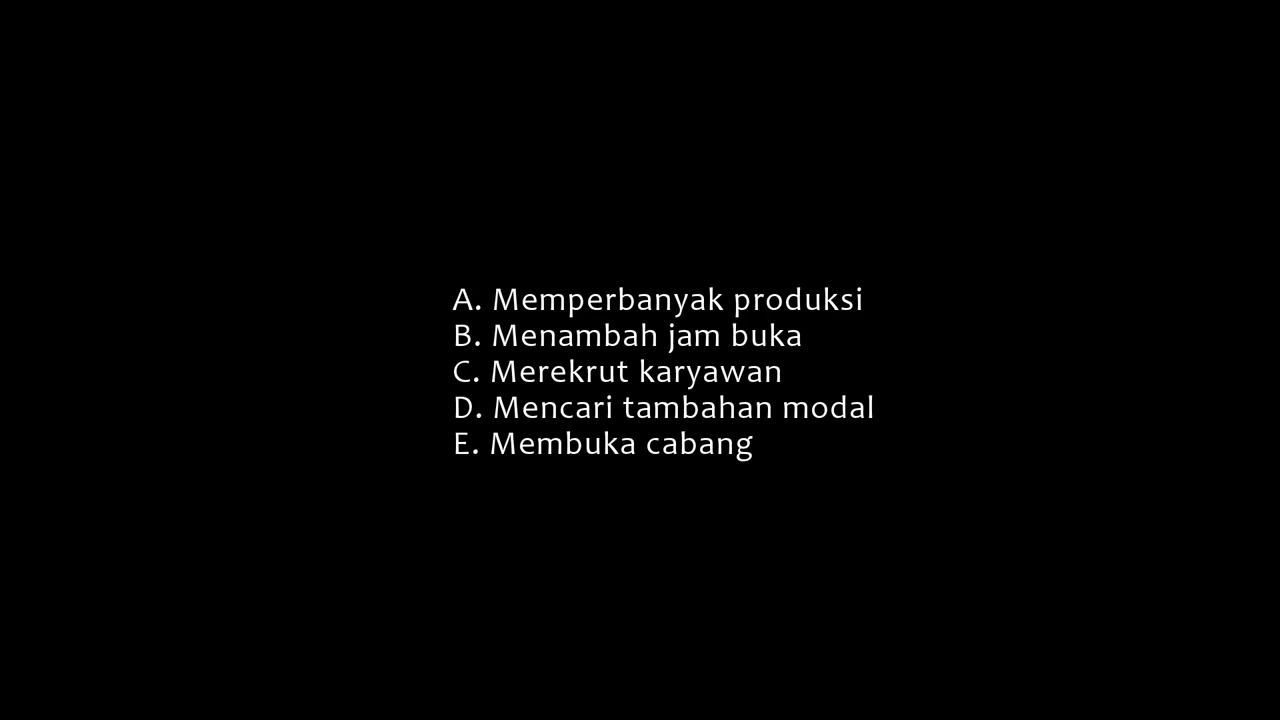 A. Memperbanyak produksi
B. Menambah jam buka
C. Merekrut karyawan
D. Mencari tambahan modal
E. Membuka cabang